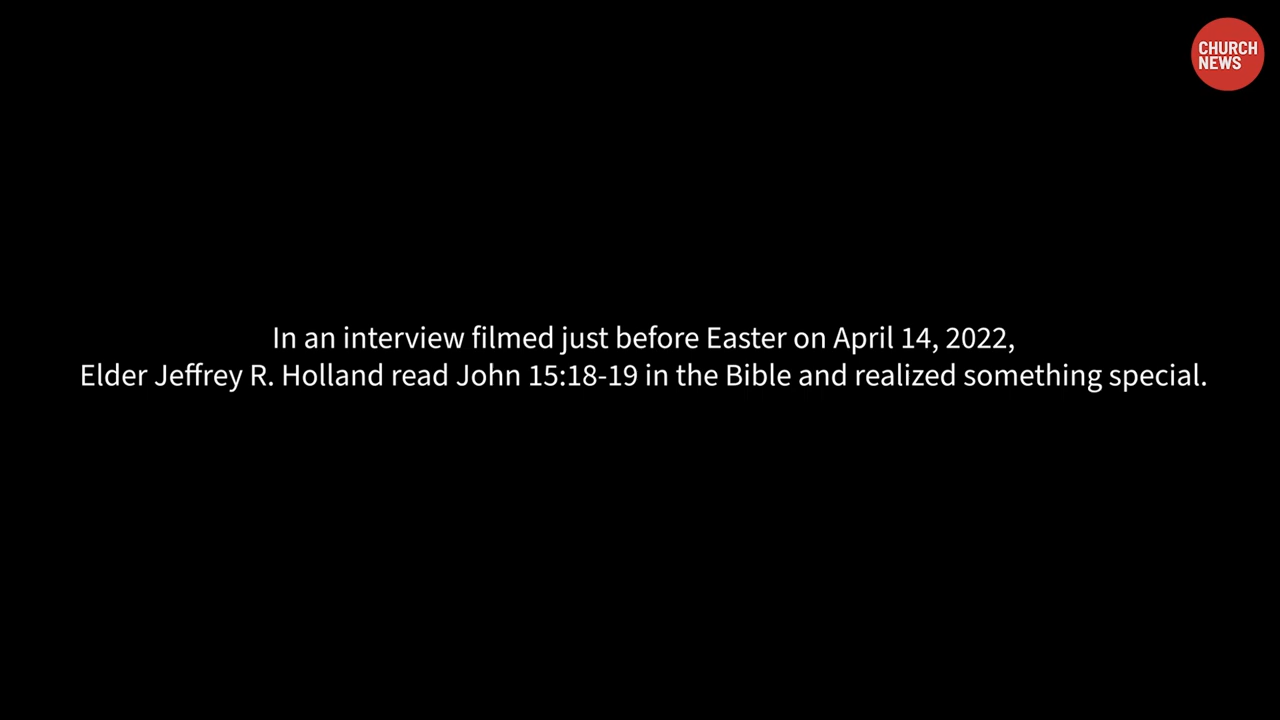 CHURCH
NEWS
In an interview filmed just before Easter on April 14, 2022,
Elder Jeffrey R. Holland read John 15:18-19 in the Bible and realized something special.